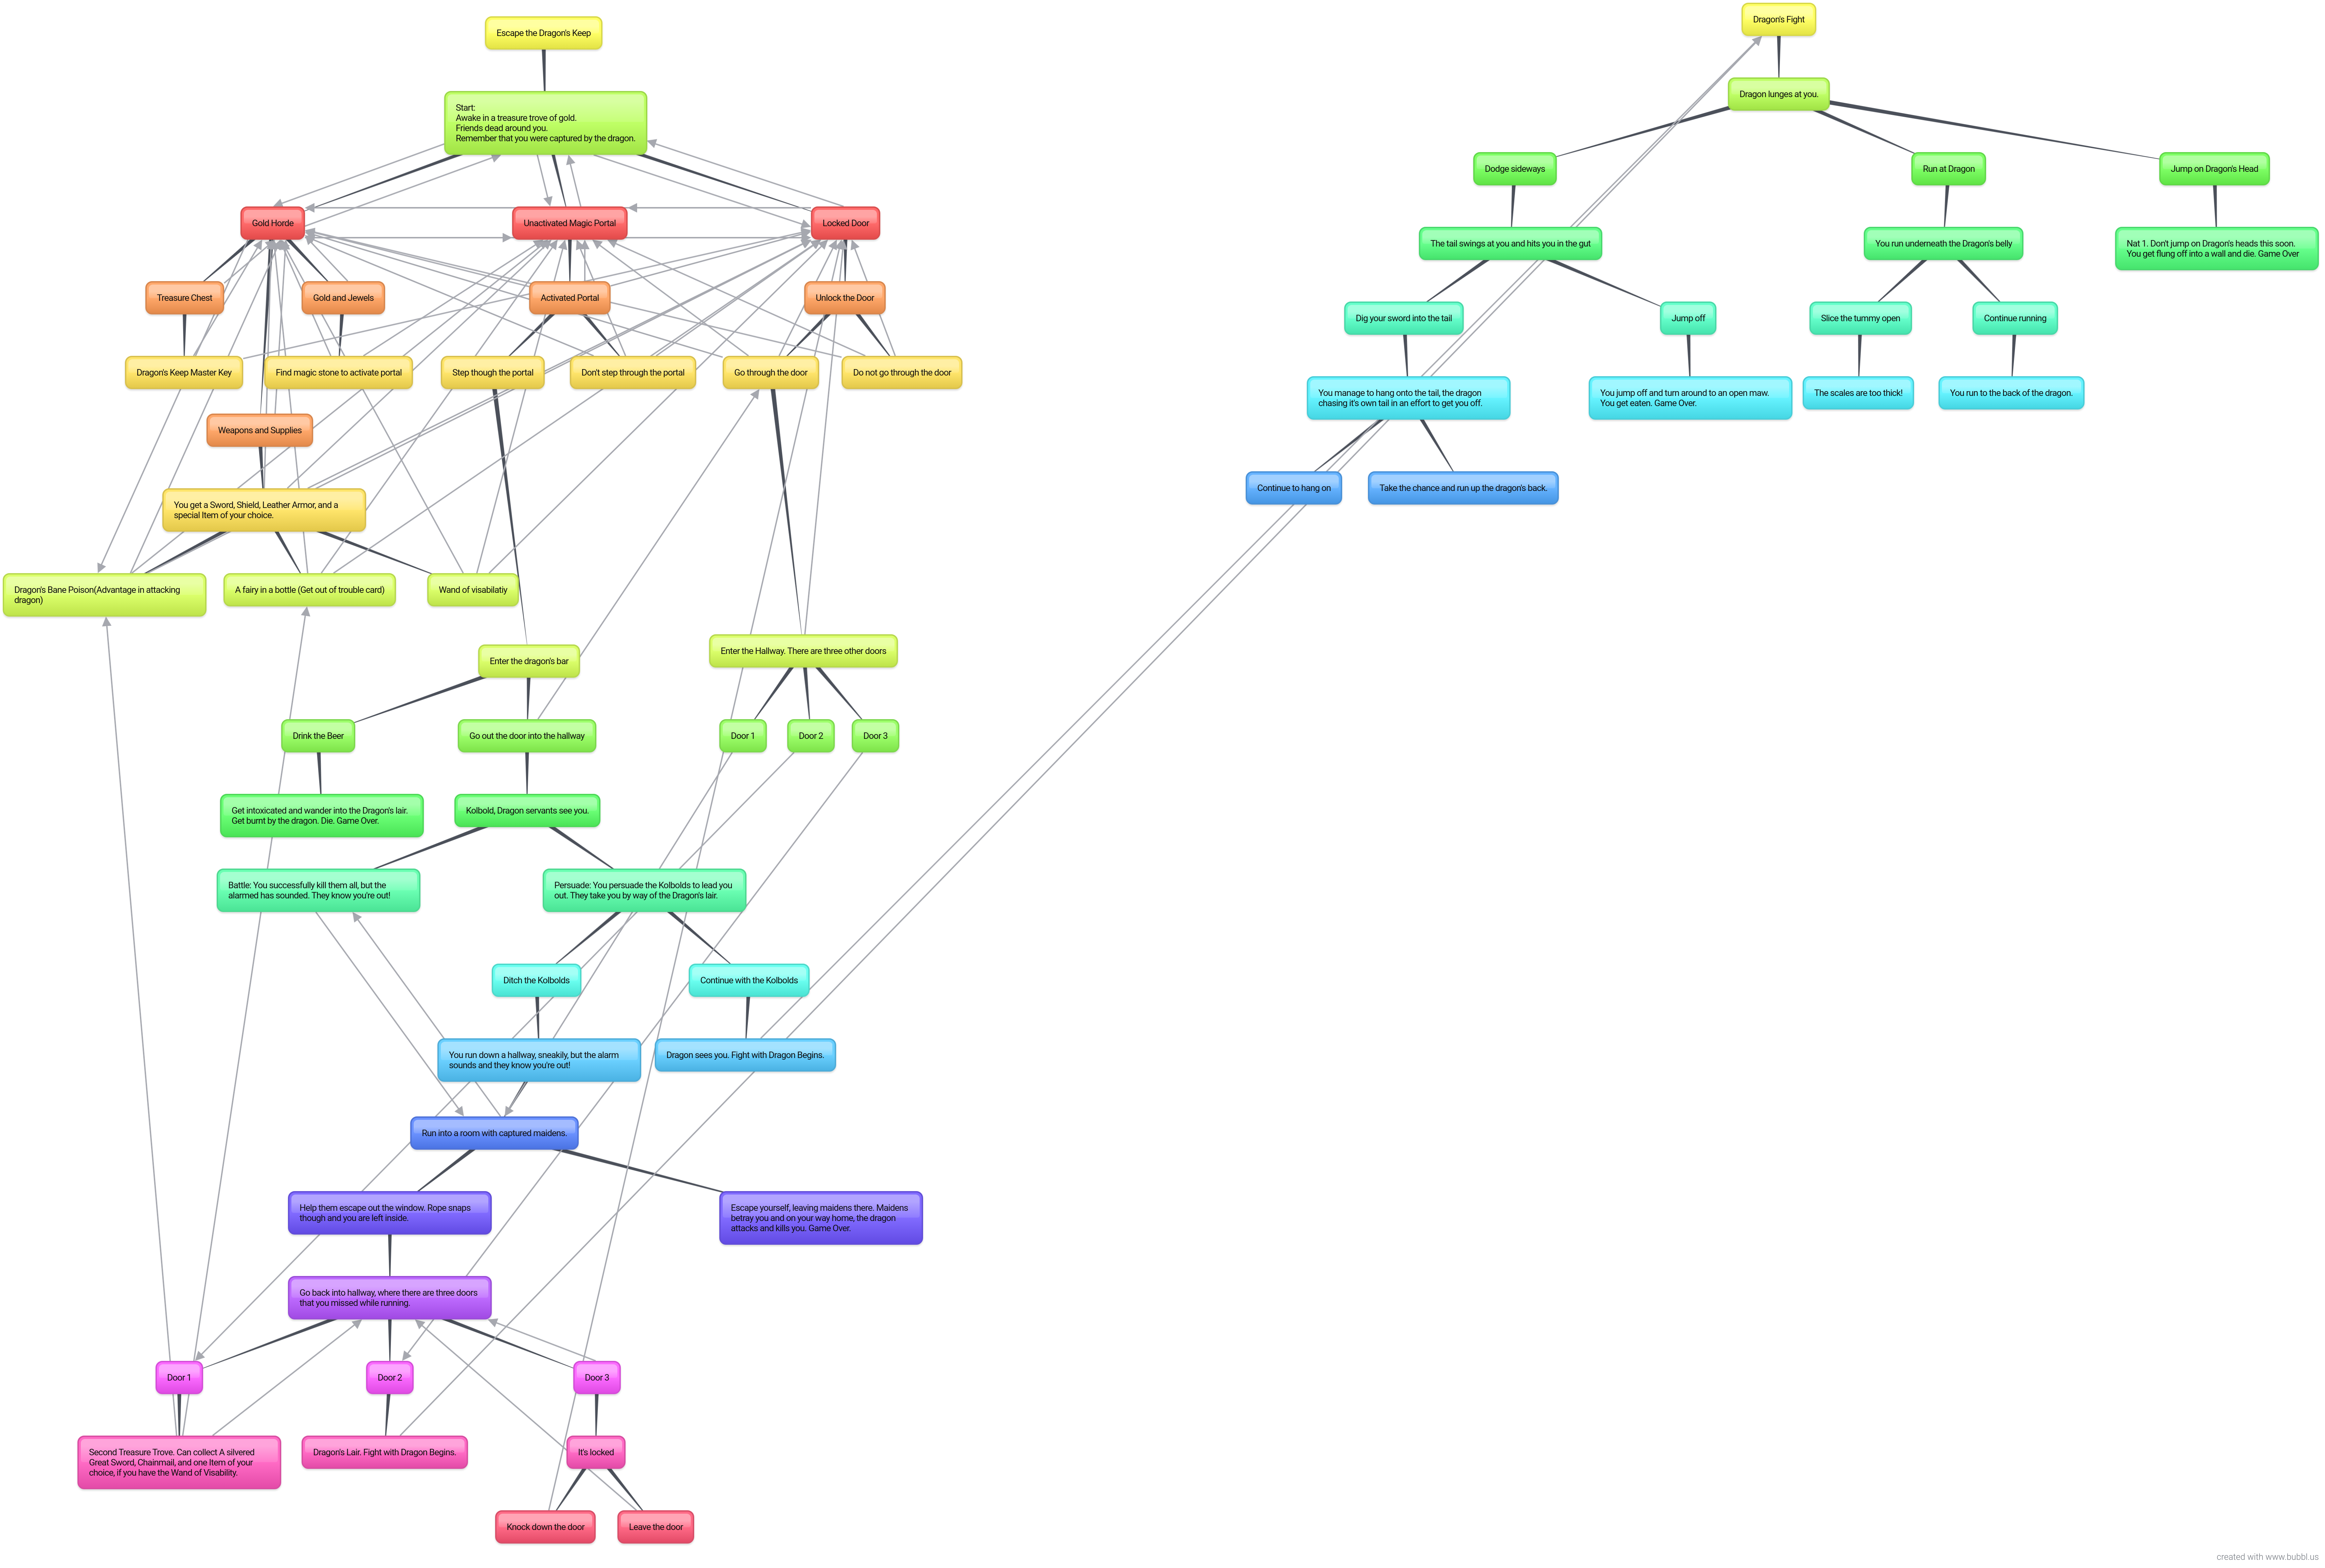 Escape the Dragon's Keep
Start:
Awake in a treasure trove of gold.
Friends dead around you.
Remember that you were captured by the dragon.
Gold Horde
Unactivated Magic Portal
Locked Door
Treasure Chest
Gold and Jewels
Activated Portal
Unlock the Door
Dragon's Keep Master Key
Find magic stone to activate portal
Step though the portal
Don't step through the portal
Go through the door
Do not go through the door
Weapons and Supplies
You get a Sword, Shield, Leather Armor, and a
special Item of your choice.
Dragon's Bane Poison(Advantage in attacking
dragon)
A fairy in a bottle (Get out of trouble card)
Wand of visabilatiy
Enter the dragon's bar
Enter the Hallway. There are three other doors
Drink the Beer
Go out the door into the hallway
Door 1
Door 2
Door 3
Get intoxicated and wander into the Dragon's lair.
Get burnt by the dragon. Die. Game Over.
Kolbold, Dragon servants see you.
Battle: You successfully kill them all, but the
alarmed has sounded. They know you're out!
Persuade: You persuade the Kolbolds to lead you
out. They take you by way of the Dragon's lair.
Ditch the Kolbolds
Continue with the Kolbolds
You run down a hallway, sneakily, but the alarm
sounds and they know you're out!
Dragon sees you. Fight with Dragon Begins.
Run into a room with captured maidens.
Help them escape out the window. Rope snaps
though and you are left inside.
Escape yourself, leaving maidens there. Maidens
betray you and on your way home, the dragon
attacks and kills you. Game Over.
Go back into hallway, where there are three doors
that you missed while running.
Door 1
Door 2
Door 3
Second Treasure Trove. Can collect A silvered
Great Sword, Chainmail, and one Item of your
choice, if you have the Wand of Visability.
Dragon's Lair. Fight with Dragon Begins.
It's locked
Knock down the door
Leave the door
Dragon's Fight
Dragon lunges at you.
Dodge sideways
Run at Dragon
Jump on Dragon's Head
The tail swings at you and hits you in the gut
You run underneath the Dragon's belly
Nat 1. Don't jump on Dragon's heads this soon.
You get flung off into a wall and die. Game Over
Dig your sword into the tail
Jump off
Slice the tummy open
Continue running
You manage to hang onto the tail, the dragon
chasing it's own tail in an effort to get you off.
You jump off and turn around to an open maw.
You get eaten. Game Over.
The scales are too thick!
You run to the back of the dragon.
Continue to hang on
Take the chance and run up the dragon's back.
created with www.bubbl.us